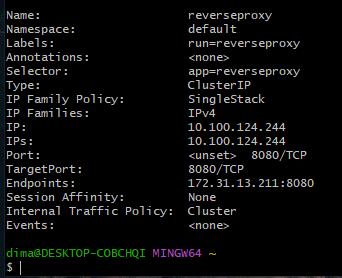 Name: reverseproxy
Namespace: default
Labels: run=reverseproxy
Annotations: <none>
Selector: app=reverseproxy
Type: ClusterIP
IP Family Policy: SingleStack
IP Families: IPv4
IP: 10.100.124.244
IPs: 10.100.124.244
Port: <unset> 8080/TCP
TargetPort: 8080/TCP
Endpoints: 172.31.13.211:8080
Session Affinity: None
Internal Traffic Policy: Cluster
Events: <none>
dima@DESKTOP-COBCHQI MINGW64 ~
$